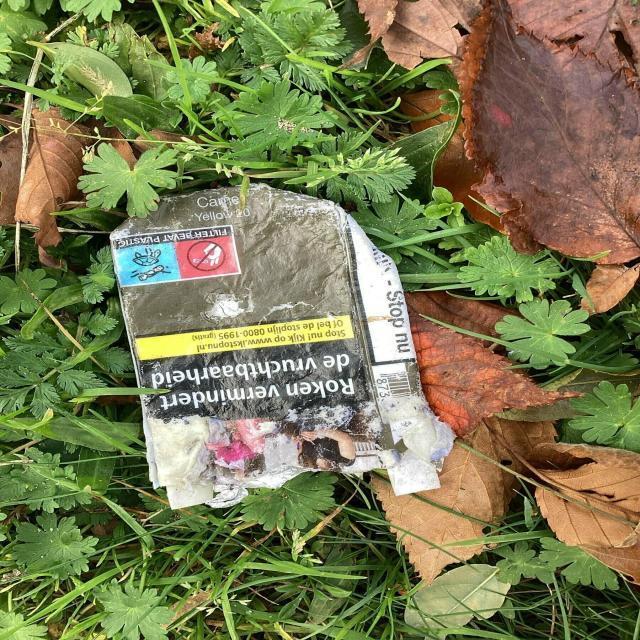 Camel
Yellow 20
FILTER BEVAT PLASTIC
Roken vermindert
de vruchtbaarheid
Stop nu! Kijk op www.ikstopnu.nl
Of bel de stoplijn 0800-1995 (gratis)
- Stop nu